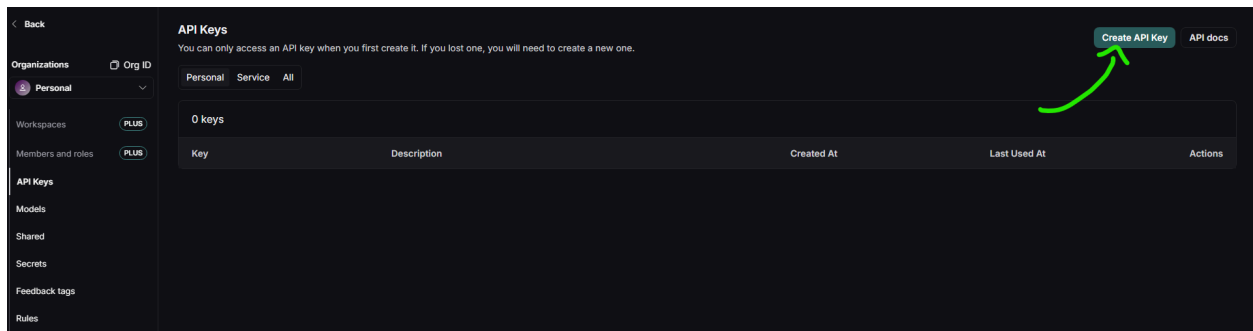 Back
Organizations Org ID
Personal
Workspaces PLUS
Members and roles PLUS
API Keys
Models
Shared
Secrets
Feedback tags
Rules
API Keys
You can only access an API key when you first create it. If you lost one, you will need to create a new one.
Create API Key API docs
Personal Service All
0 keys
Key Description Created At Last Used At Actions